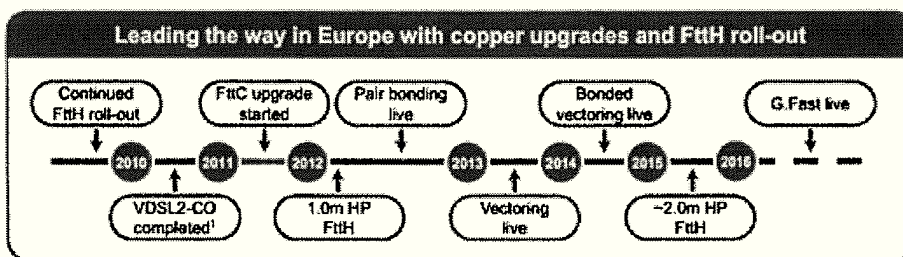 Leading the way in Europe with copper upgrades and FttH roll-out
Continued
FttH roll-out
FttC upgrade
started
Pair bonding
live
Bonded
vectoring live
G.Fast live
2010
2011
2012
2013
2014
2015
2016
VDSL2-CO
completed¹
1.0m HP
FttH
Vectoring
live
~2.0m HP
FttH